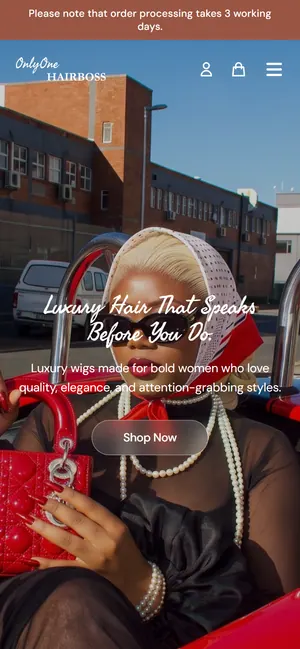 Please note that order processing takes 3 working
days.
OnlyOne
HAIRBOSS
Luxury Hair That Speaks
Before You Do.
Luxury wigs made for bold women who love
quality, elegance, and attention-grabbing styles.
Shop Now